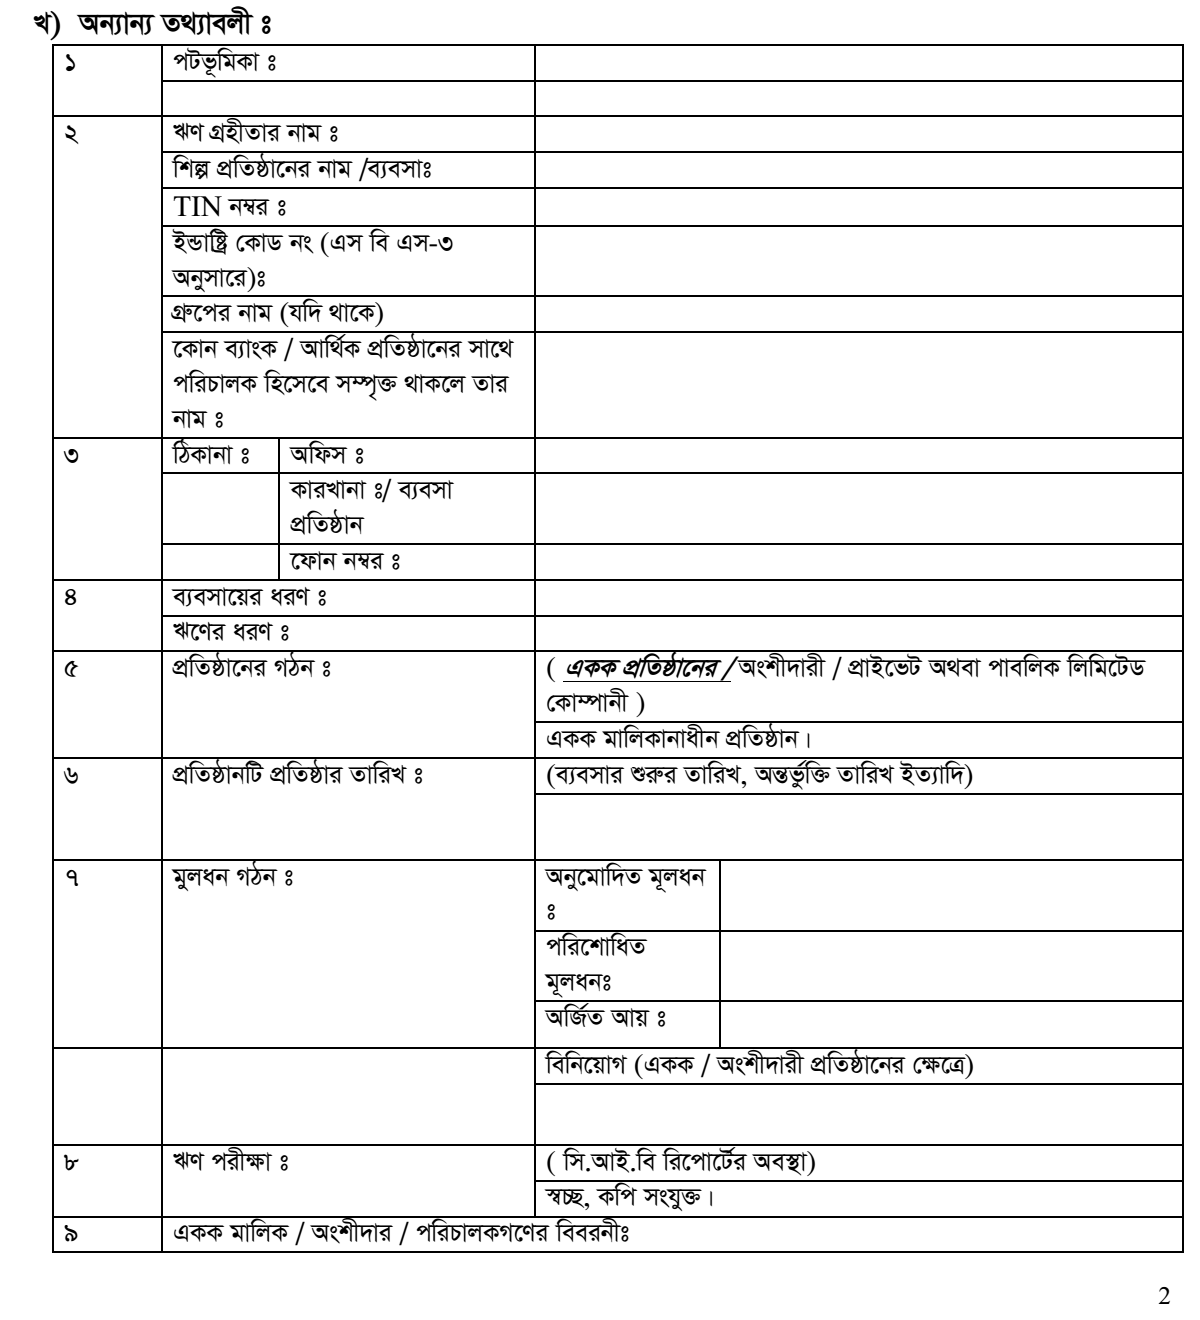 খ) অন্যান্য তথ্যাবলী ঃ
১ পটভূমিকা ঃ
২ ঋণ গ্রহীতার নাম ঃ
শিল্প প্রতিষ্ঠানের নাম /ব্যবসাঃ
TIN নম্বর ঃ
ইন্ডাষ্ট্রি কোড নং (এস বি এস-৩
অনুসারে)ঃ
গ্রুপের নাম (যদি থাকে)
কোন ব্যাংক / আর্থিক প্রতিষ্ঠানের সাথে
পরিচালক হিসেবে সম্পৃক্ত থাকলে তার
নাম ঃ
৩ ঠিকানা ঃ অফিস ঃ
কারখানা ঃ/ ব্যবসা
প্রতিষ্ঠান
ফোন নম্বর ঃ
৪ ব্যবসায়ের ধরণ ঃ
ঋণের ধরণ ঃ
৫ প্রতিষ্ঠানের গঠন ঃ ( একক প্রতিষ্ঠানের / অংশীদারী / প্রাইভেট অথবা পাবলিক লিমিটেড
কোম্পানী )
একক মালিকানাধীন প্রতিষ্ঠান।
৬ প্রতিষ্ঠানটি প্রতিষ্ঠার তারিখ ঃ (ব্যবসার শুরুর তারিখ, অন্তর্ভুক্তি তারিখ ইত্যাদি)
৭ মুলধন গঠন ঃ অনুমোদিত মূলধন
ঃ
পরিশোধিত
মূলধনঃ
অর্জিত আয় ঃ
বিনিয়োগ (একক / অংশীদারী প্রতিষ্ঠানের ক্ষেত্রে)
৮ ঋণ পরীক্ষা ঃ ( সি.আই.বি রিপোর্টের অবস্থা)
স্বচ্ছ, কপি সংযুক্ত।
৯ একক মালিক / অংশীদার / পরিচালকগণের বিবরনীঃ
2